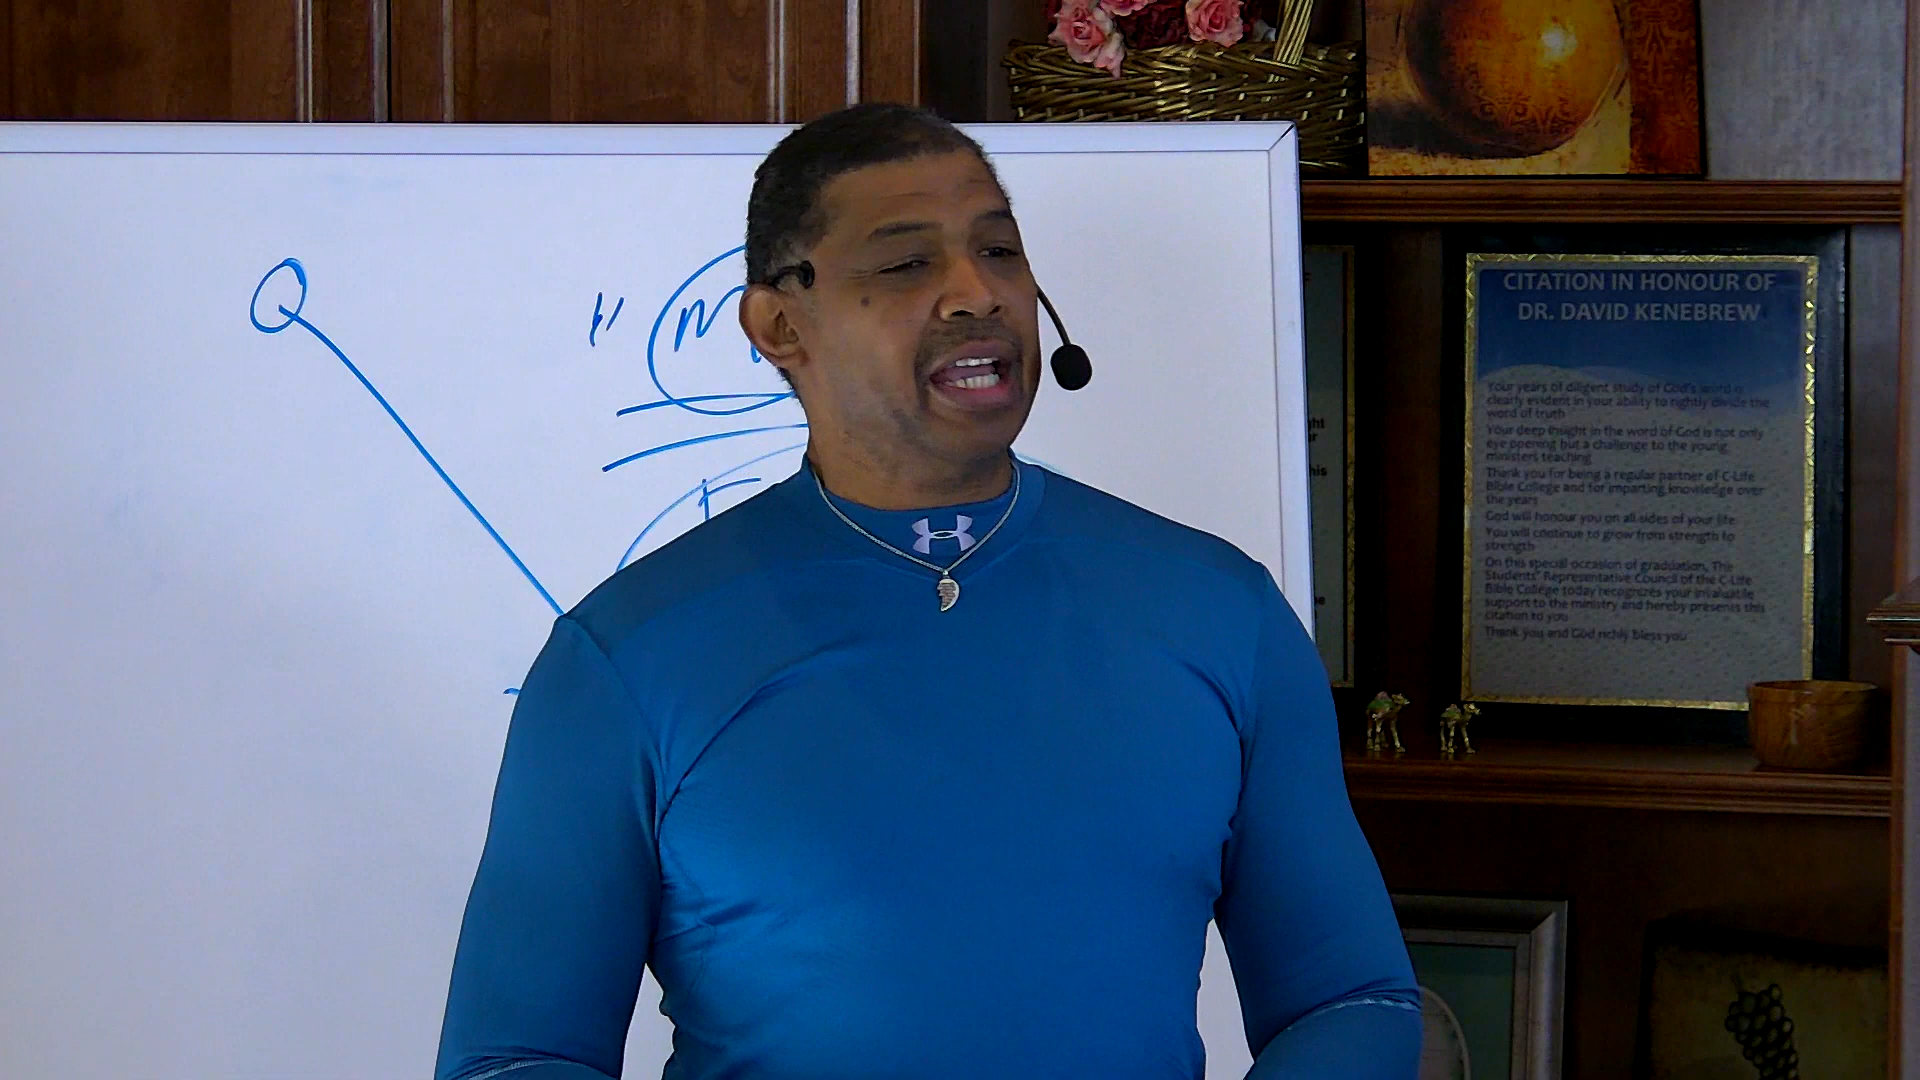 CITATION IN HONOUR OF
DR. DAVID KENEBREW
Your years of diligent study of God's word is
clearly evident in your ability to rightly divide the
word of truth
Your deep insight in the word of God is not only
eye opening but a challenge to the young
ministers teaching
Thank you for being a regular partner of C-Life
Bible College and for imparting knowledge over
the years
God will honour you on all sides of your life
You will continue to grow from strength to
strength
On this special occasion of graduation, The
Students' Representative Council of the C-Life
Bible College today recognizes your invaluable
support to the ministry and hereby presents this
citation to you
Thank you and God richly bless you